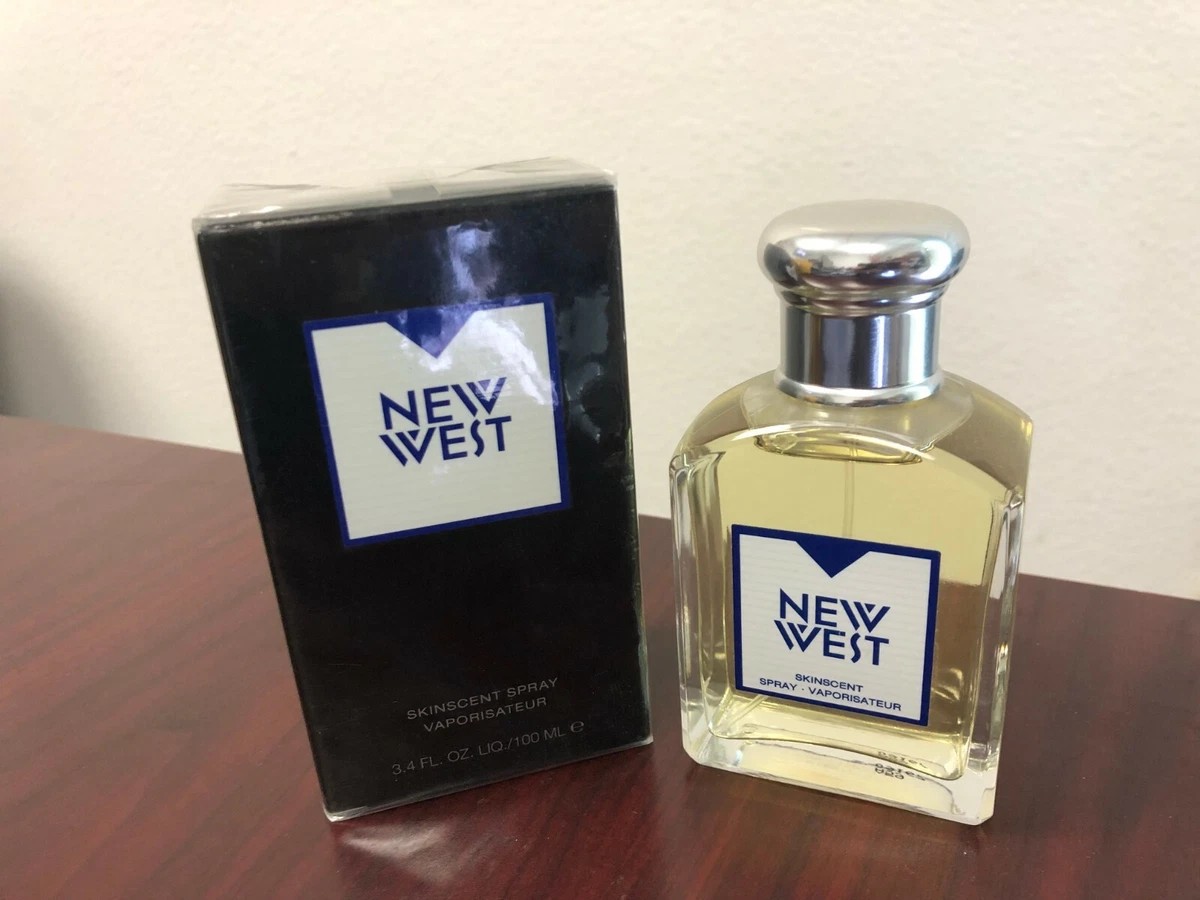 NEW
WEST
SKINSCENT SPRAY
VAPORISATEUR
3.4 FL. OZ. LIQ./100 ML ℮
NEW
WEST
SKINSCENT
SPRAY · VAPORISATEUR